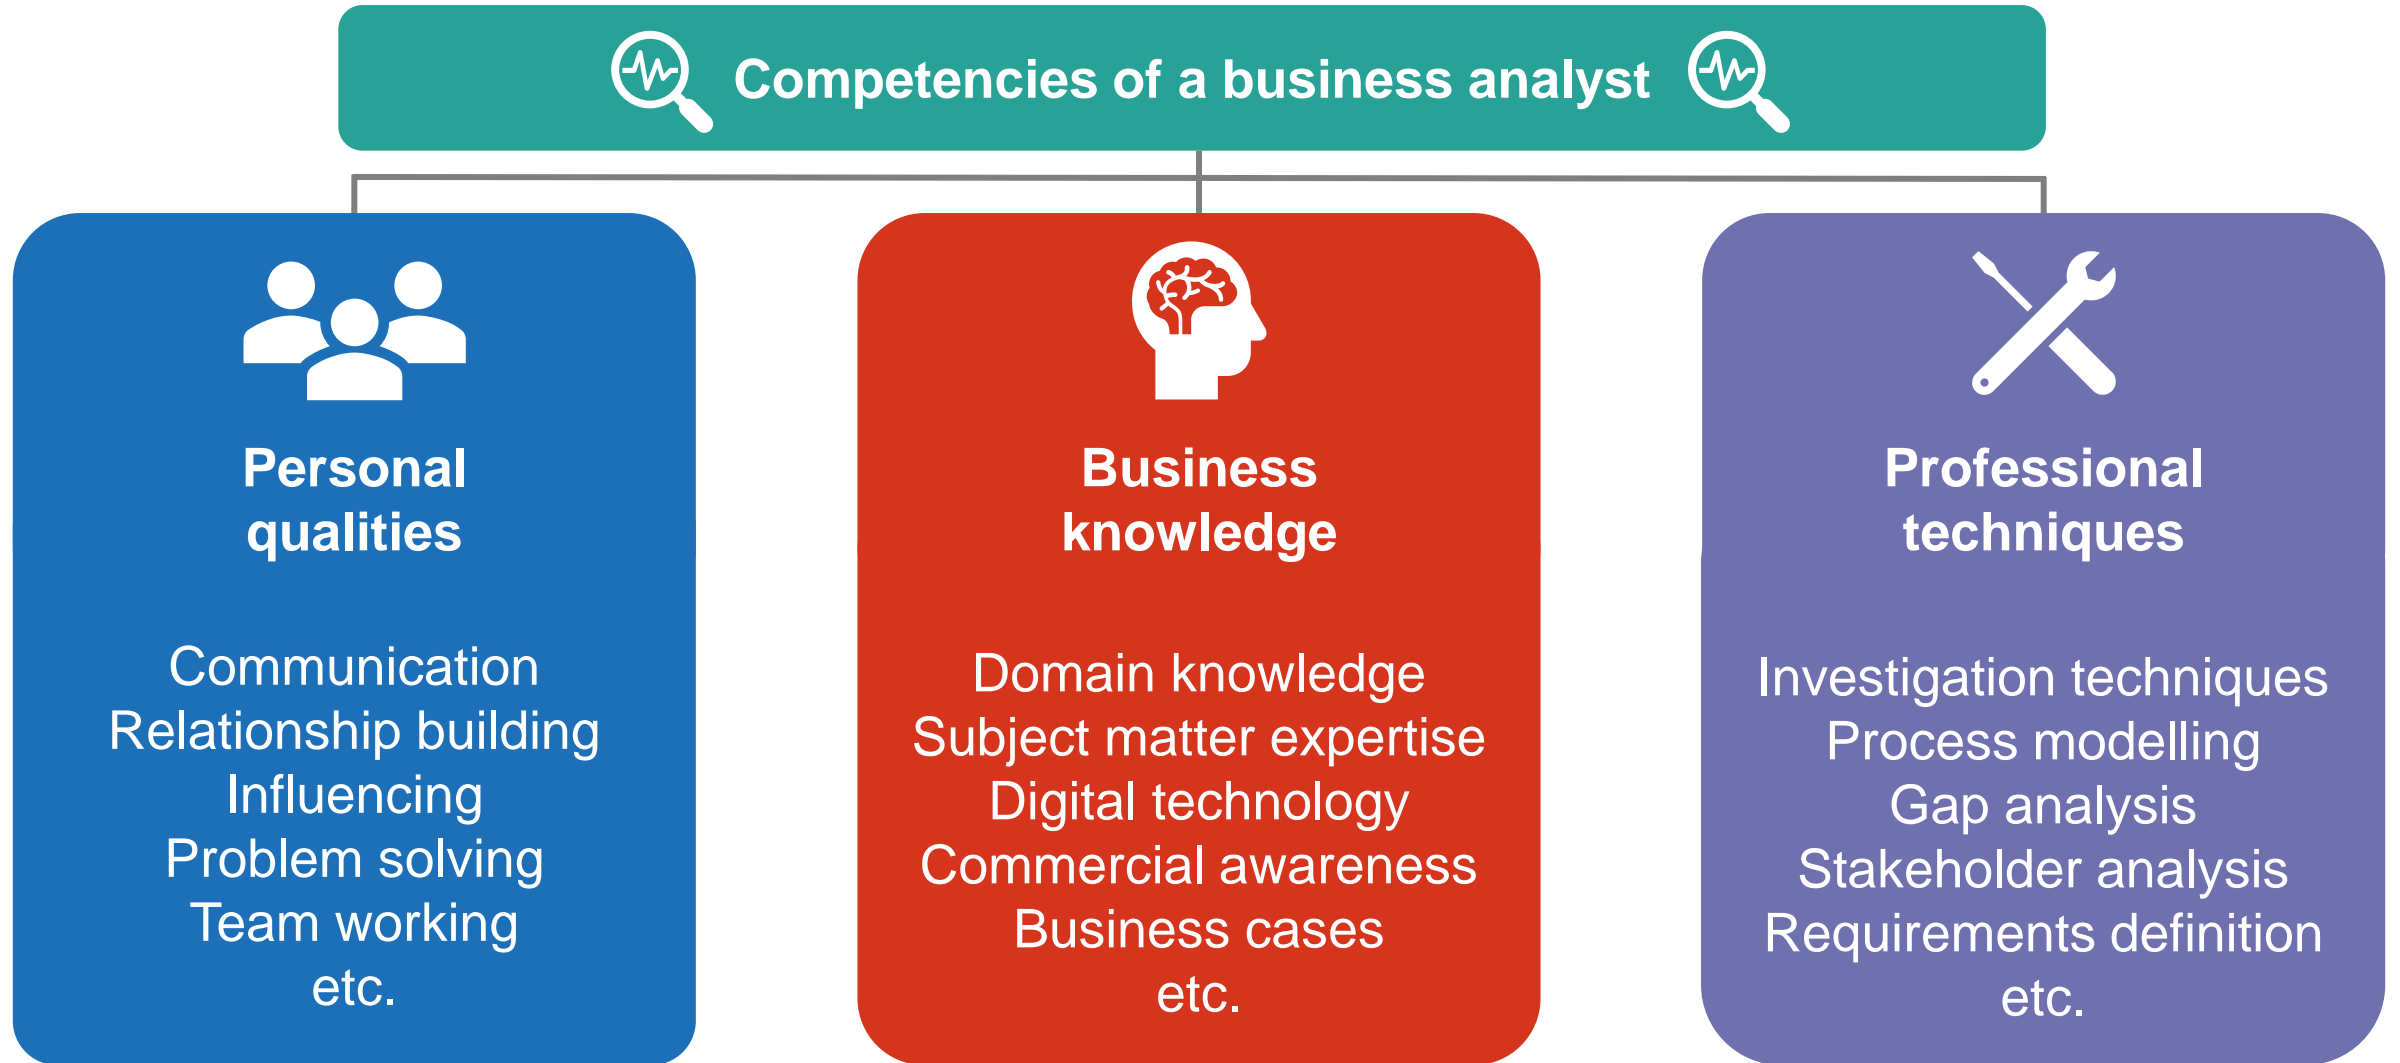 Competencies of a business analyst
Personal
qualities
Communication
Relationship building
Influencing
Problem solving
Team working
etc.
Business
knowledge
Domain knowledge
Subject matter expertise
Digital technology
Commercial awareness
Business cases
etc.
Professional
techniques
Investigation techniques
Process modelling
Gap analysis
Stakeholder analysis
Requirements definition
etc.